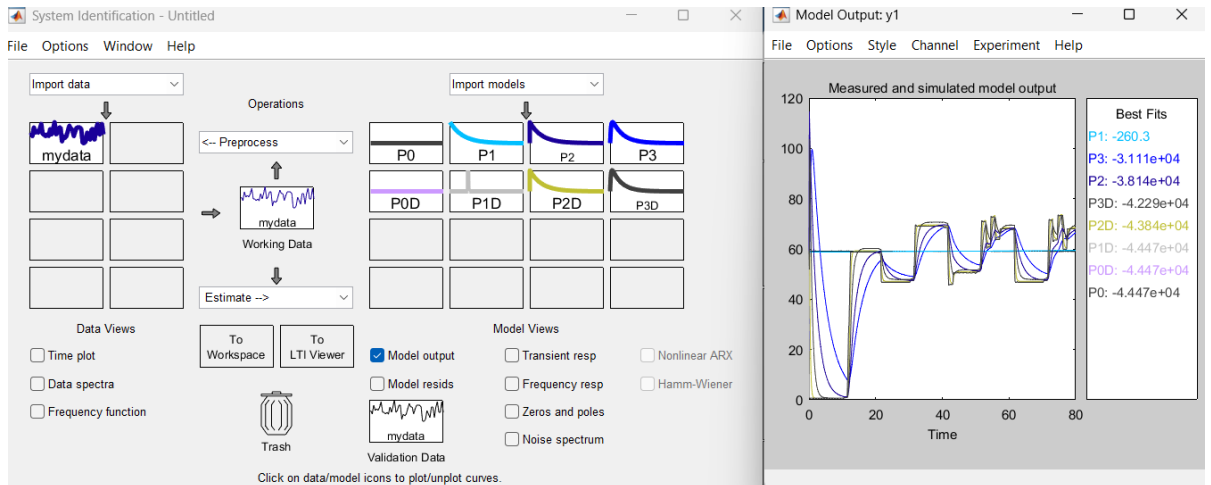 System Identification - Untitled
File Options Window Help
Import data
Operations
Import models
mydata
<-- Preprocess
P0 P1 P2 P3
P0D P1D P2D P3D
mydata
Working Data
Estimate -->
Data Views
To Workspace
To LTI Viewer
Model Views
Time plot
Data spectra
Frequency function
Model output
Model resids
Transient resp
Frequency resp
Zeros and poles
Noise spectrum
Nonlinear ARX
Hamm-Wiener
Trash
mydata
Validation Data
Click on data/model icons to plot/unplot curves.
Model Output: y1
File Options Style Channel Experiment Help
Measured and simulated model output
120
100
80
60
40
20
0
0 20 40 60 80
Time
Best Fits
P1: -260.3
P3: -3.111e+04
P2: -3.814e+04
P3D: -4.229e+04
P2D: -4.384e+04
P1D: -4.447e+04
P0D: -4.447e+04
P0: -4.447e+04